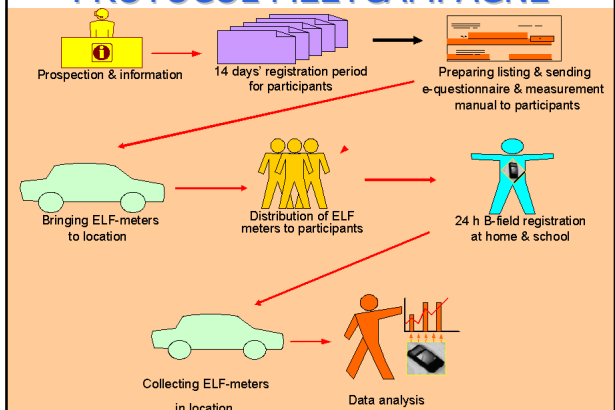 PROTOCOL MEETCAMPAGNE
Prospection & information
14 days' registration period
for participants
Preparing listing & sending
e-questionnaire & measurement
manual to participants
Bringing ELF-meters
to location
Distribution of ELF
meters to participants
24 h B-field registration
at home & school
Collecting ELF-meters
in location
Data analysis